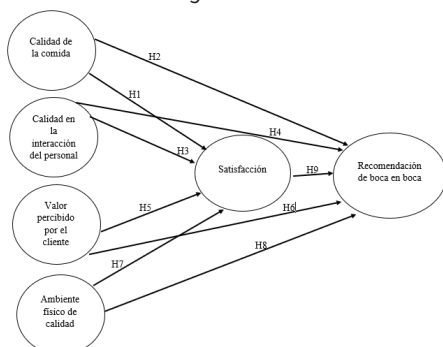 Calidad de
la comida
H2
H1
Calidad en
la
interacción
del personal
H4
H3
Satisfacción
H9
Recomendación
de boca en boca
Valor
percibido
por el
cliente
H5
H6
H7
H8
Ambiente
físico de
calidad